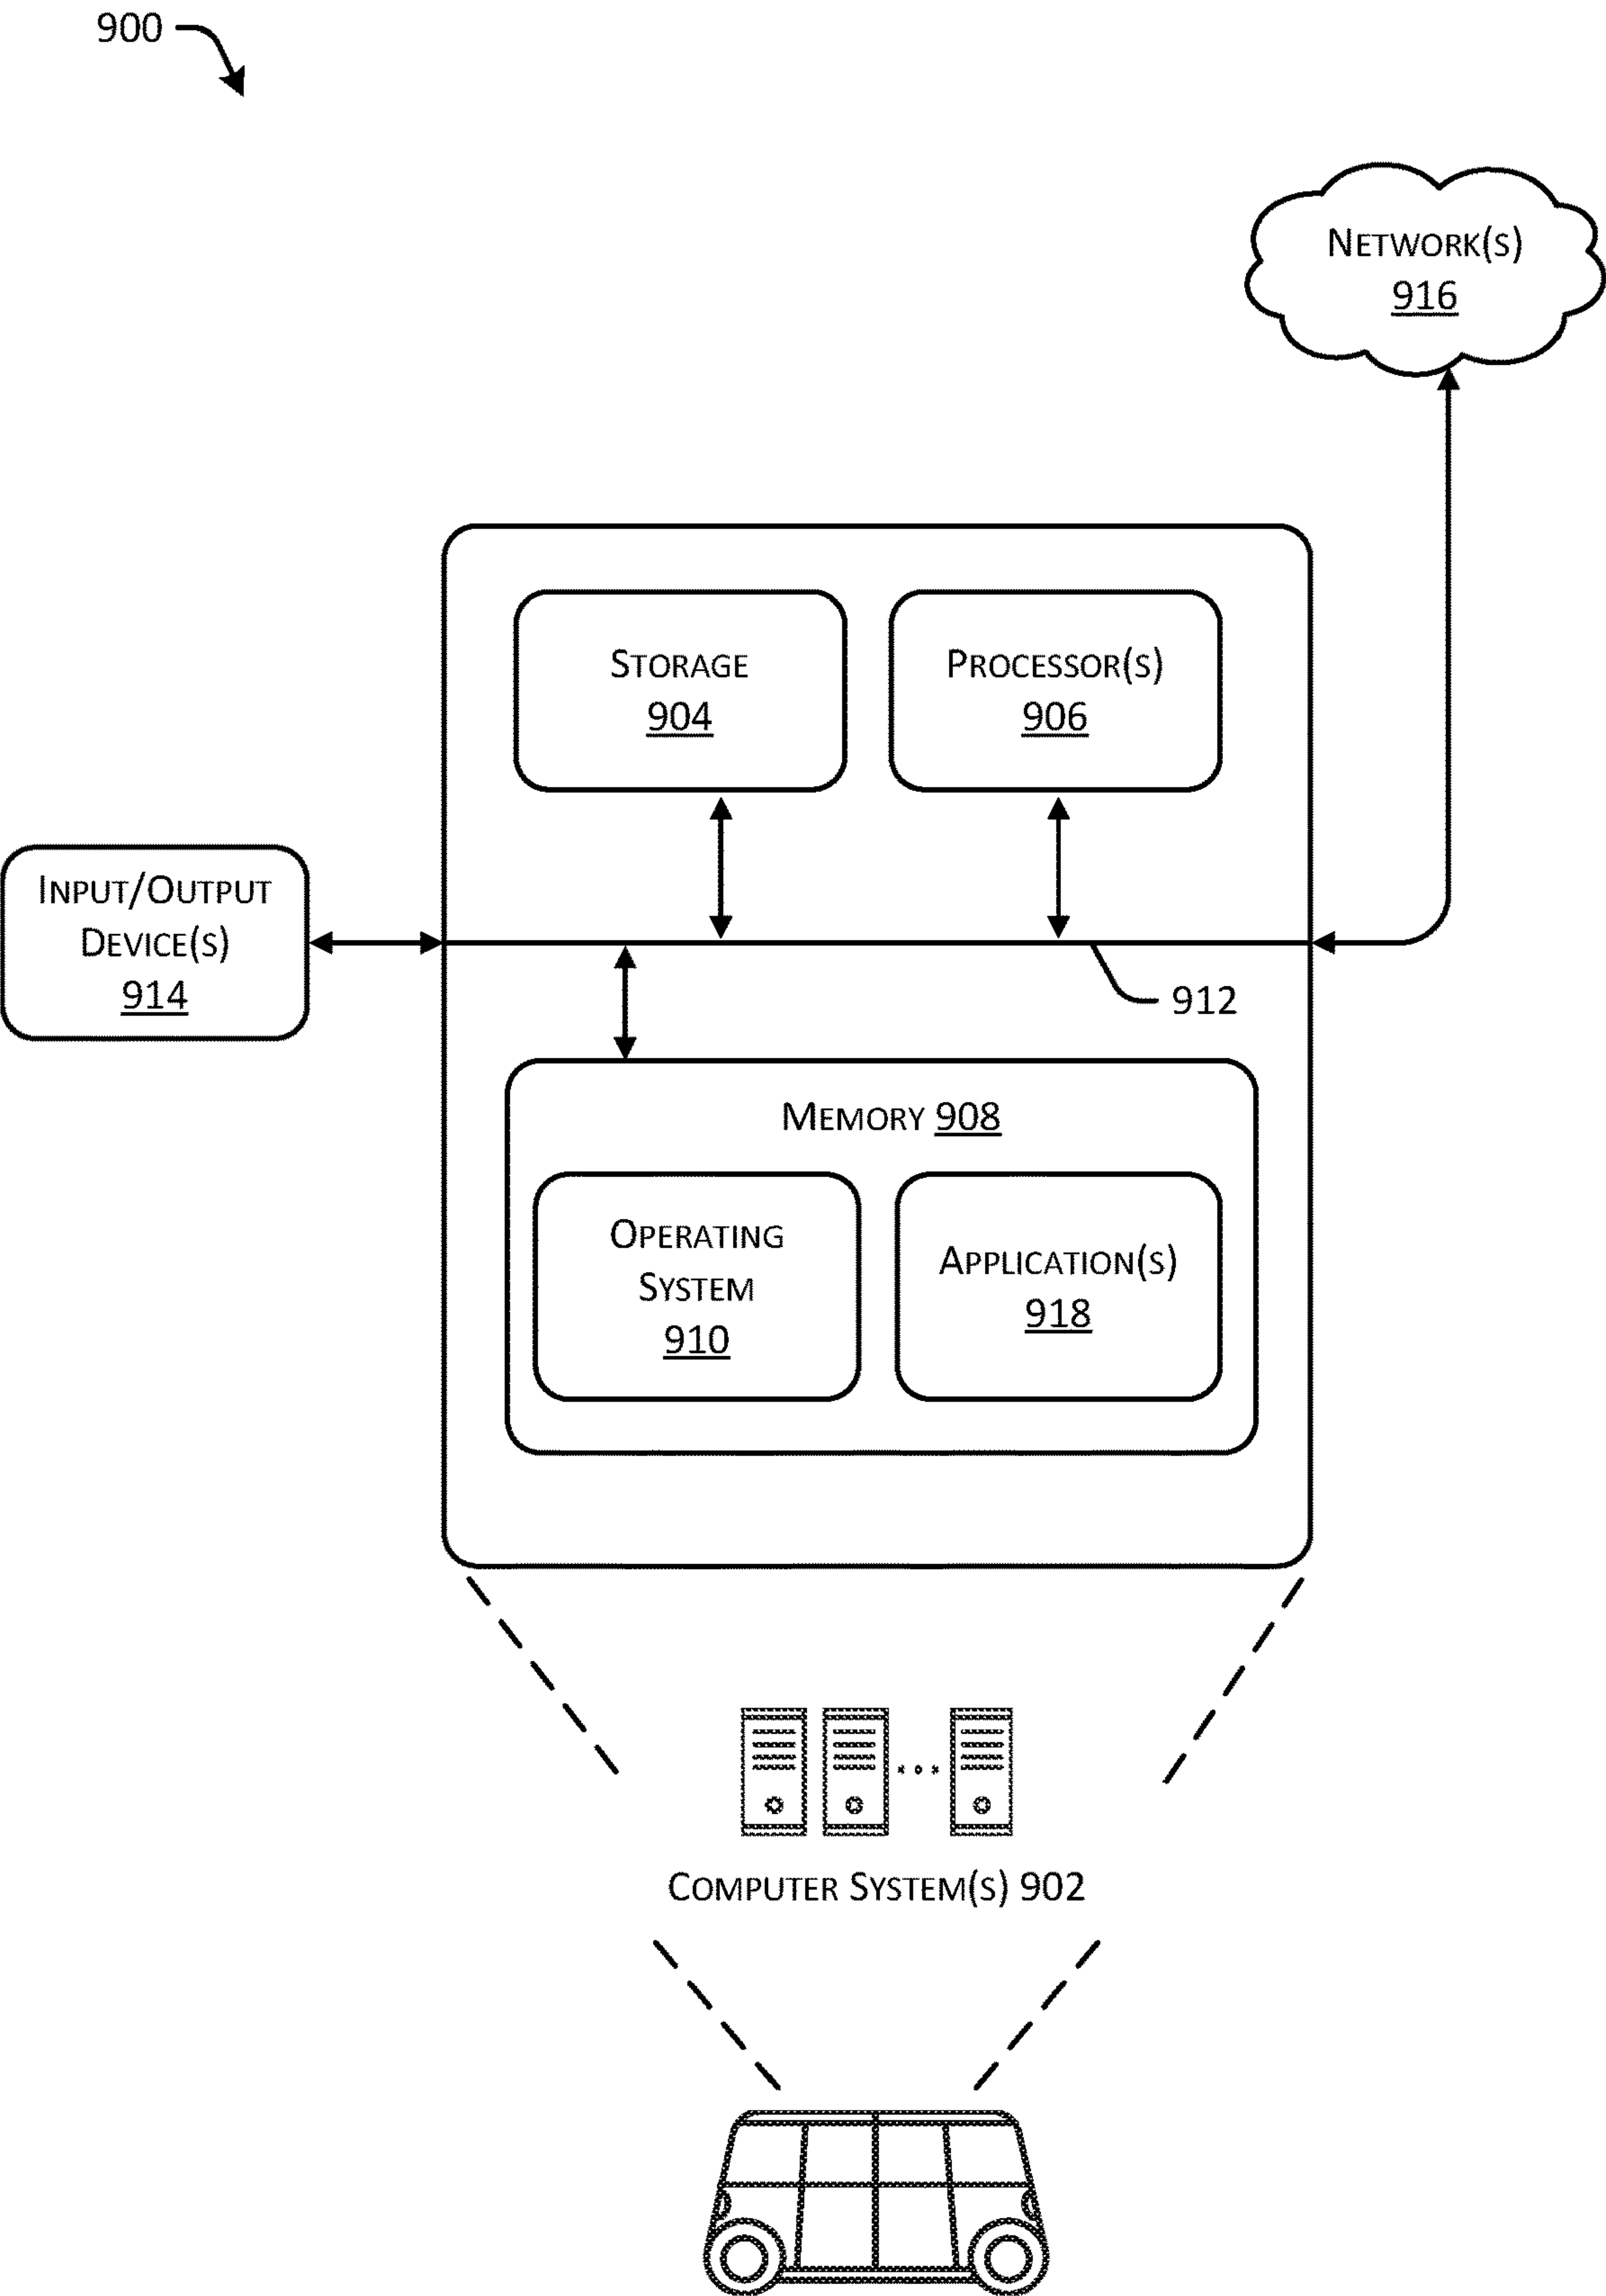 900
NETWORK(S)
916
STORAGE
904
PROCESSOR(S)
906
INPUT/OUTPUT
DEVICE(S)
914
912
MEMORY 908
OPERATING
SYSTEM
910
APPLICATION(S)
918
COMPUTER SYSTEM(S) 902